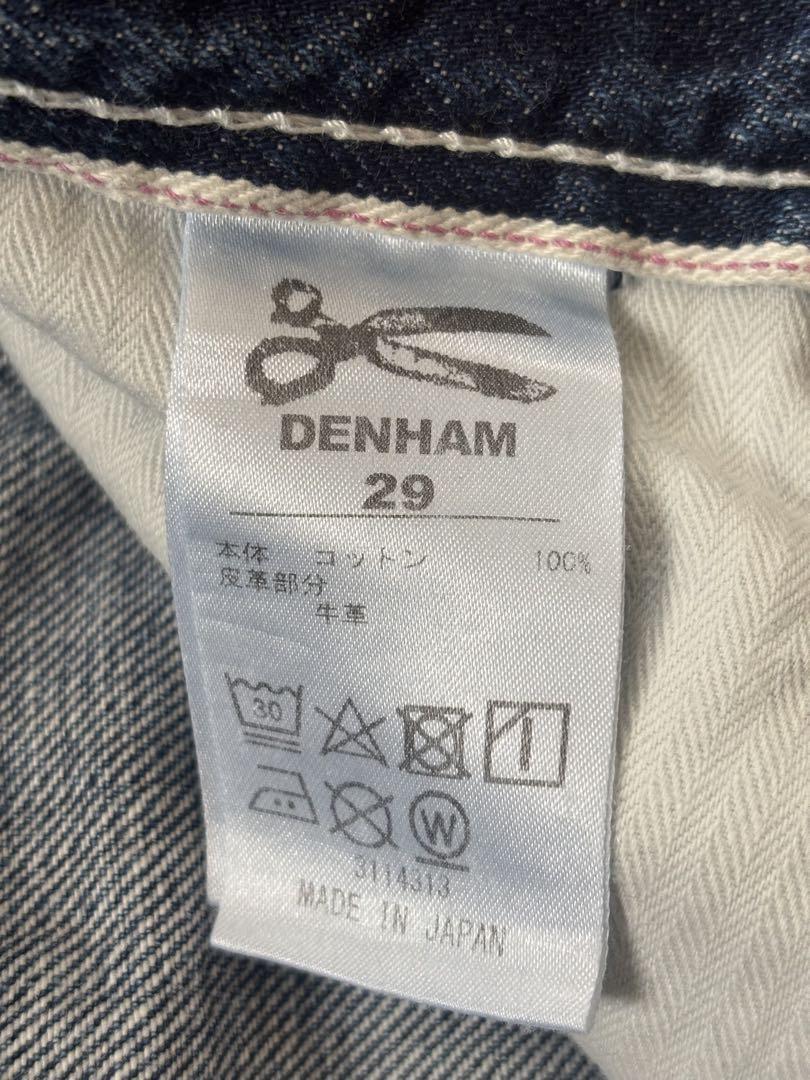 DENHAM
29
本体 コットン 100%
皮革部分
牛革
30
W
3114313
MADE IN JAPAN